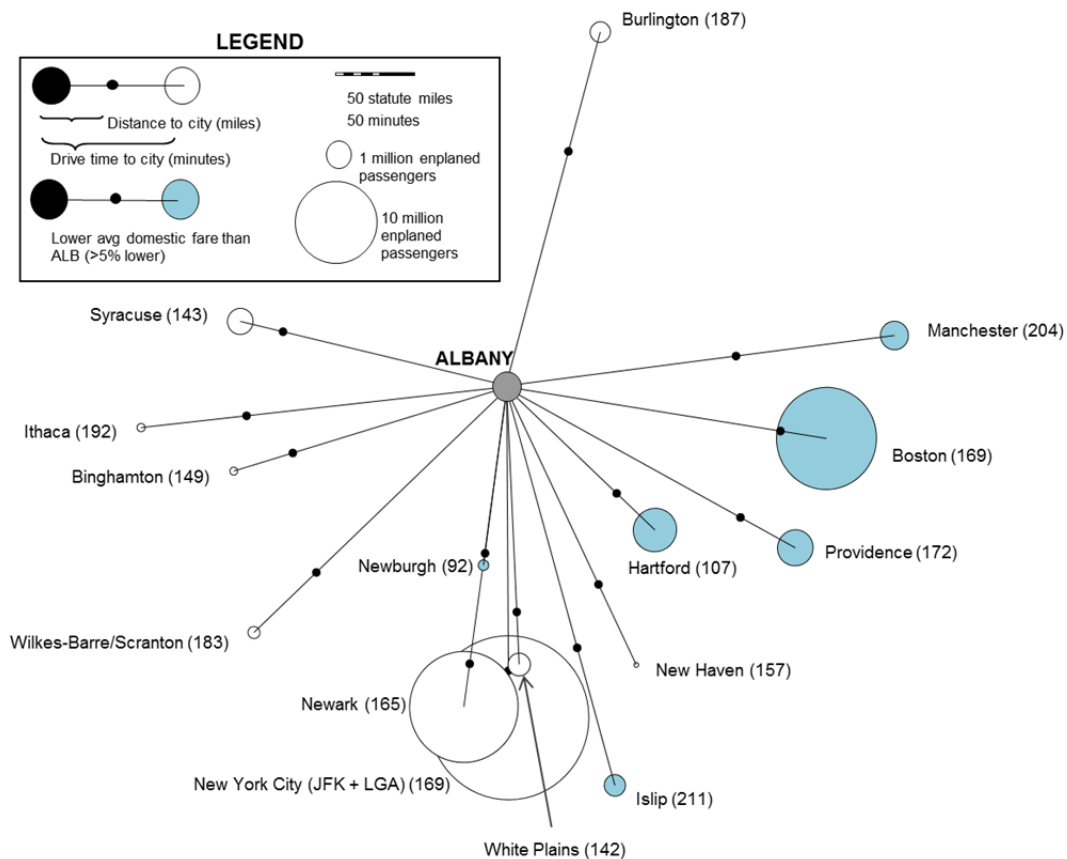 Burlington (187)
LEGEND
Distance to city (miles)
Drive time to city (minutes)
Lower avg domestic fare than
ALB (>5% lower)
50 statute miles
50 minutes
1 million enplaned
passengers
10 million
enplaned
passengers
Syracuse (143)
Manchester (204)
ALBANY
Ithaca (192)
Boston (169)
Binghamton (149)
Newburgh (92)
Hartford (107)
Providence (172)
Wilkes-Barre/Scranton (183)
New Haven (157)
Newark (165)
New York City (JFK + LGA) (169)
Islip (211)
White Plains (142)